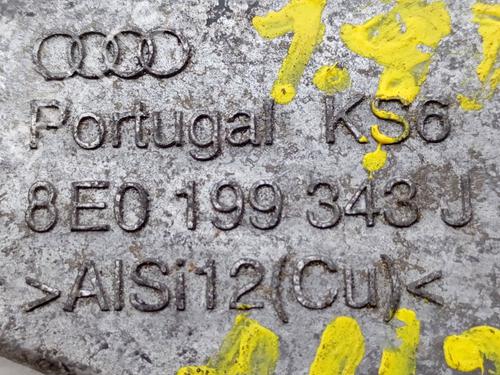 Portugal KS6
8E0 199 343 J
>AlSi12(Cu)<